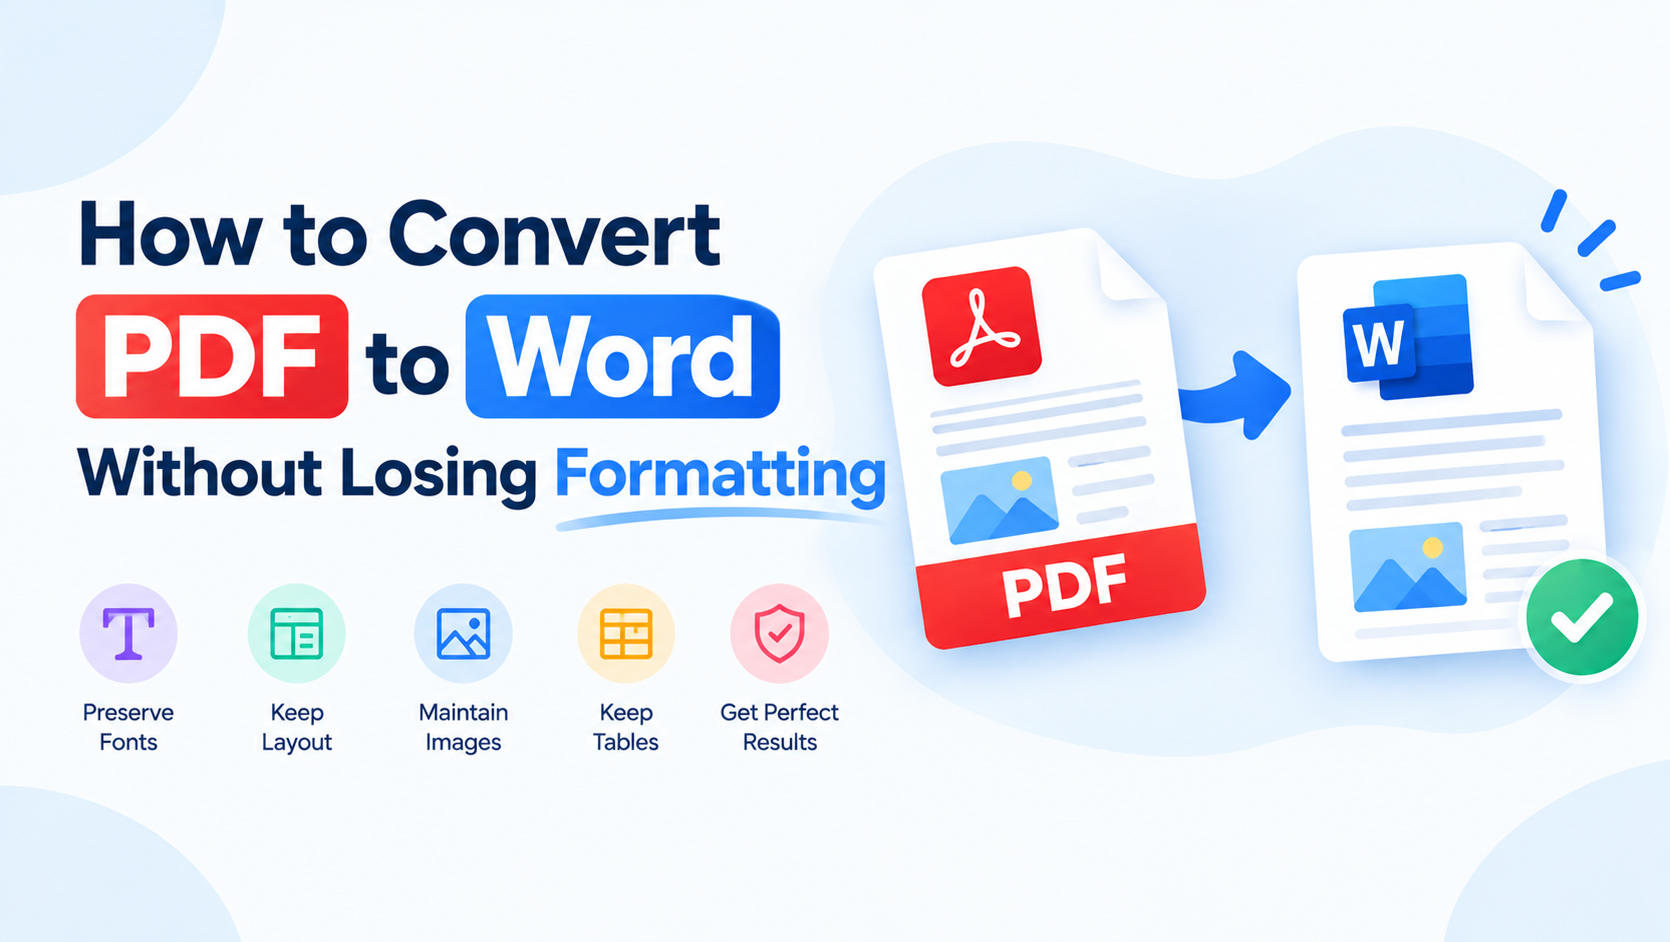 How to Convert
PDF to Word
Without Losing Formatting
Preserve
Fonts
Keep
Layout
Maintain
Images
Keep
Tables
Get Perfect
Results
PDF
W